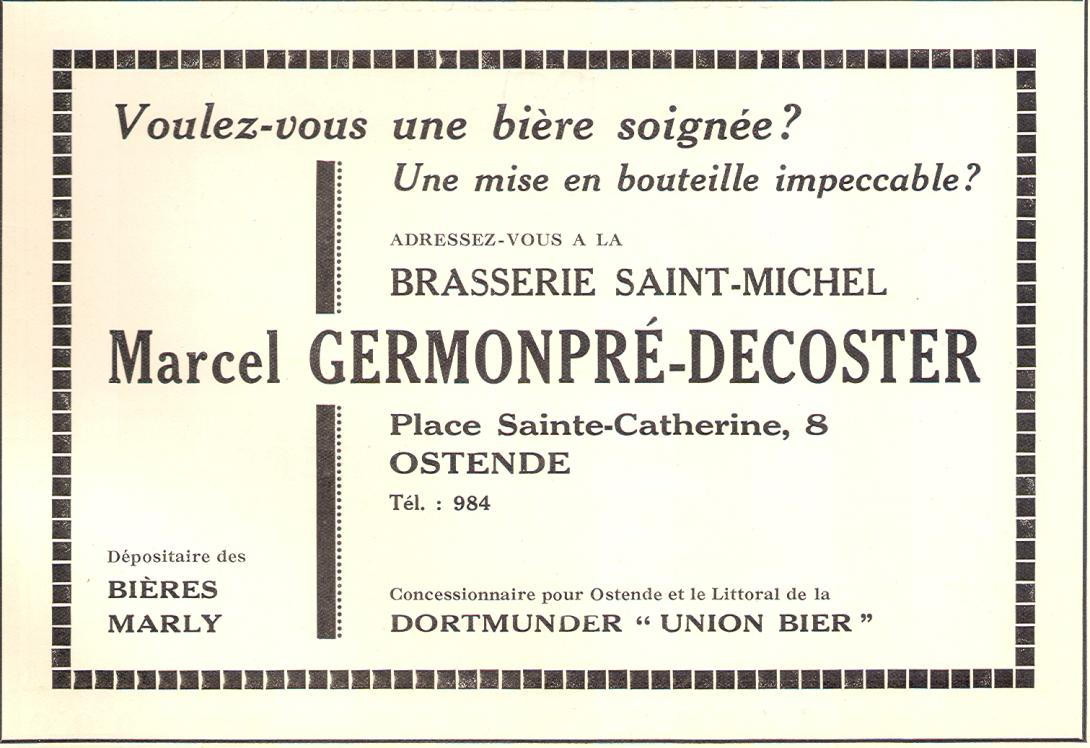 Voulez-vous une bière soignée?
Une mise en bouteille impeccable?
ADRESSEZ-VOUS A LA
BRASSERIE SAINT-MICHEL
Marcel GERMONPRÉ-DECOSTER
Place Sainte-Catherine, 8
OSTENDE
Tél. : 984
Dépositaire des
BIÈRES
MARLY
Concessionnaire pour Ostende et le Littoral de la
DORTMUNDER “ UNION BIER ”